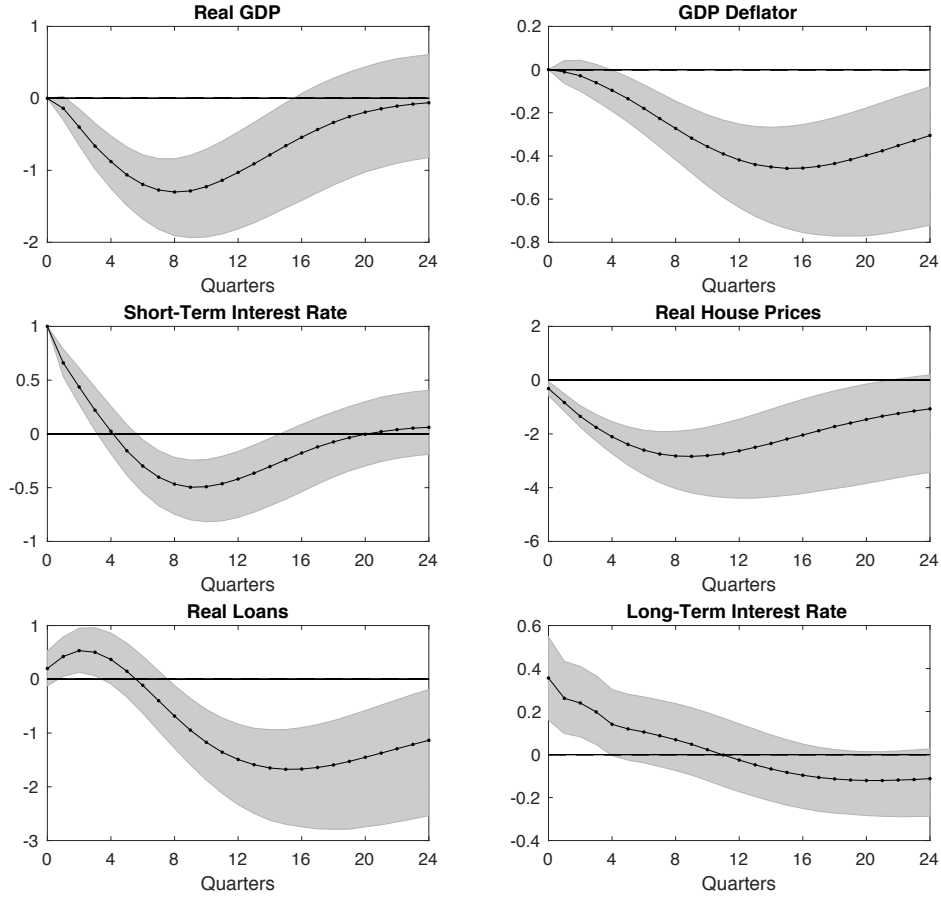 Real GDP
1
0
-1
-2
0 4 8 12 16 20 24
Quarters
GDP Deflator
0.2
0
-0.2
-0.4
-0.6
-0.8
0 4 8 12 16 20 24
Quarters
Short-Term Interest Rate
1
0.5
0
-0.5
-1
0 4 8 12 16 20 24
Quarters
Real House Prices
2
0
-2
-4
-6
0 4 8 12 16 20 24
Quarters
Real Loans
1
0
-1
-2
-3
0 4 8 12 16 20 24
Quarters
Long-Term Interest Rate
0.6
0.4
0.2
0
-0.2
-0.4
0 4 8 12 16 20 24
Quarters